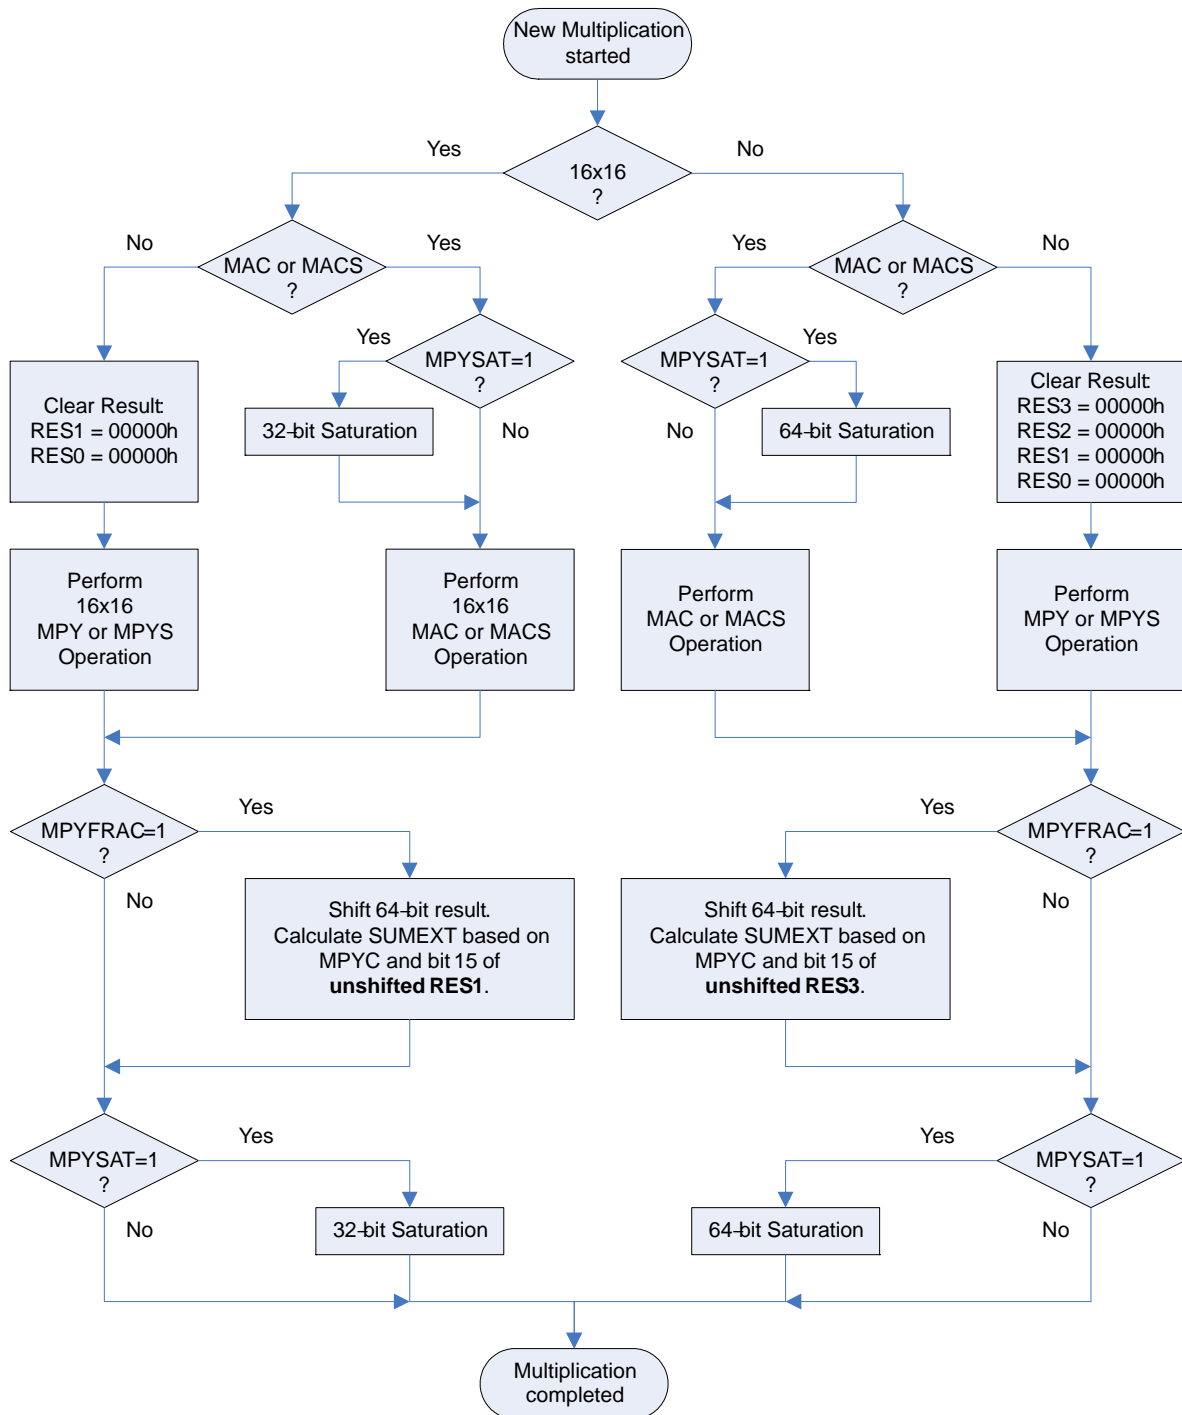 New Multiplication
started
Yes
No
16x16
?
No
Yes
Yes
No
MAC or MACS
?
MAC or MACS
?
Yes
Yes
MPYSAT=1
?
MPYSAT=1
?
Clear Result:
RES1 = 00000h
RES0 = 00000h
32-bit Saturation
No
No
64-bit Saturation
Clear Result:
RES3 = 00000h
RES2 = 00000h
RES1 = 00000h
RES0 = 00000h
Perform
16x16
MPY or MPYS
Operation
Perform
16x16
MAC or MACS
Operation
Perform
MAC or MACS
Operation
Perform
MPY or MPYS
Operation
MPYFRAC=1
?
Yes
Yes
MPYFRAC=1
?
No
No
Shift 64-bit result.
Calculate SUMEXT based on
MPYC and bit 15 of
unshifted RES1.
Shift 64-bit result.
Calculate SUMEXT based on
MPYC and bit 15 of
unshifted RES3.
MPYSAT=1
?
Yes
Yes
MPYSAT=1
?
No
32-bit Saturation
64-bit Saturation
No
Multiplication
completed